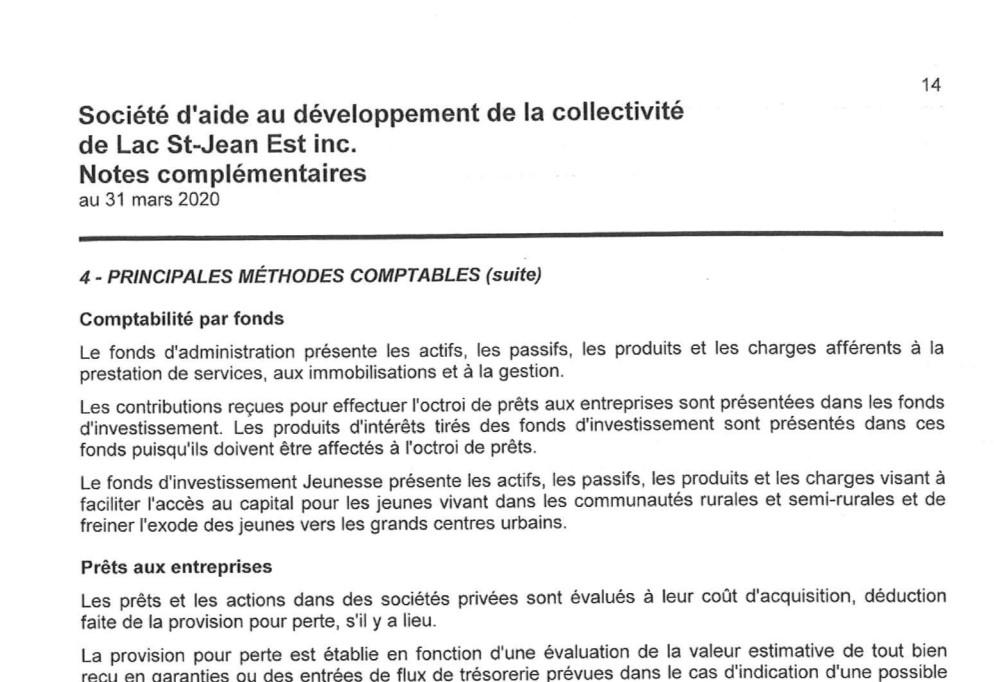 14
Société d'aide au développement de la collectivité
de Lac St-Jean Est inc.
Notes complémentaires
au 31 mars 2020
4 - PRINCIPALES MÉTHODES COMPTABLES (suite)
Comptabilité par fonds
Le fonds d'administration présente les actifs, les passifs, les produits et les charges afférents à la
prestation de services, aux immobilisations et à la gestion.
Les contributions reçues pour effectuer l'octroi de prêts aux entreprises sont présentées dans les fonds
d'investissement. Les produits d'intérêts tirés des fonds d'investissement sont présentés dans ces
fonds puisqu'ils doivent être affectés à l'octroi de prêts.
Le fonds d'investissement Jeunesse présente les actifs, les passifs, les produits et les charges visant à
faciliter l'accès au capital pour les jeunes vivant dans les communautés rurales et semi-rurales et de
freiner l'exode des jeunes vers les grands centres urbains.
Prêts aux entreprises
Les prêts et les actions dans des sociétés privées sont évalués à leur coût d'acquisition, déduction
faite de la provision pour perte, s'il y a lieu.
La provision pour perte est établie en fonction d'une évaluation de la valeur estimative de tout bien
reçu en garanties ou des entrées de flux de trésorerie prévues dans le cas d'indication d'une possible